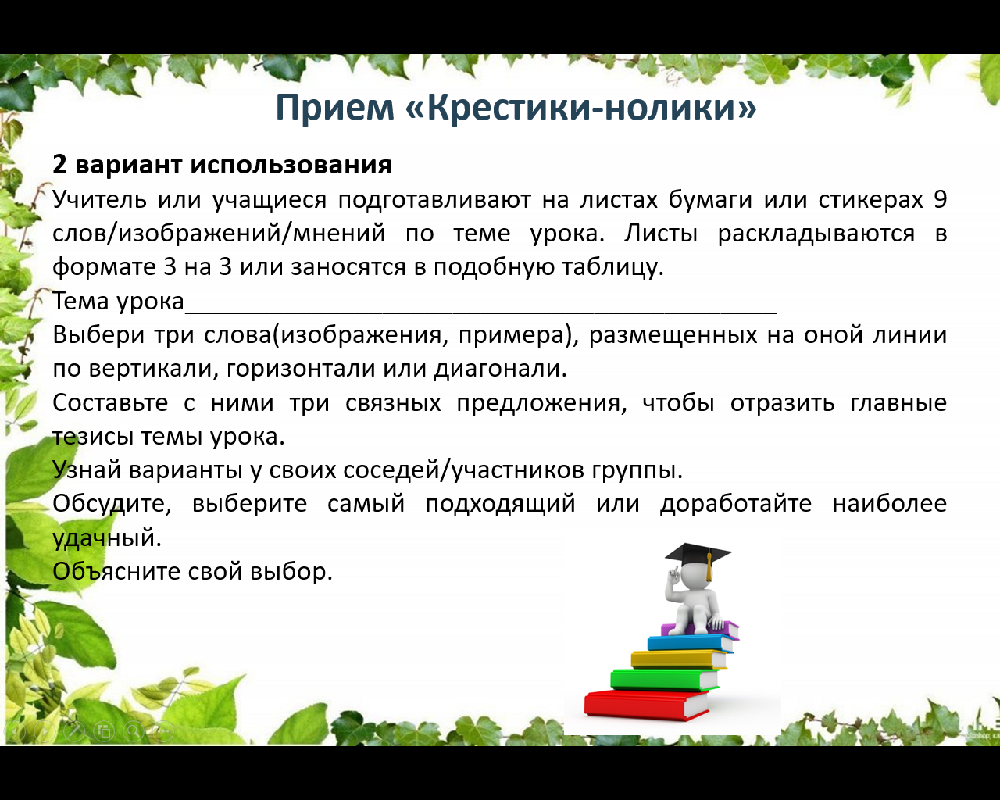 Прием «Крестики-нолики»
2 вариант использования
Учитель или учащиеся подготавливают на листах бумаги или стикерах 9
слов/изображений/мнений по теме урока. Листы раскладываются в
формате 3 на 3 или заносятся в подобную таблицу.
Тема урока__________________________________________
Выбери три слова(изображения, примера), размещенных на оной линии
по вертикали, горизонтали или диагонали.
Составьте с ними три связных предложения, чтобы отразить главные
тезисы темы урока.
Узнай варианты у своих соседей/участников группы.
Обсудите, выберите самый подходящий или доработайте наиболее
удачный.
Объясните свой выбор.